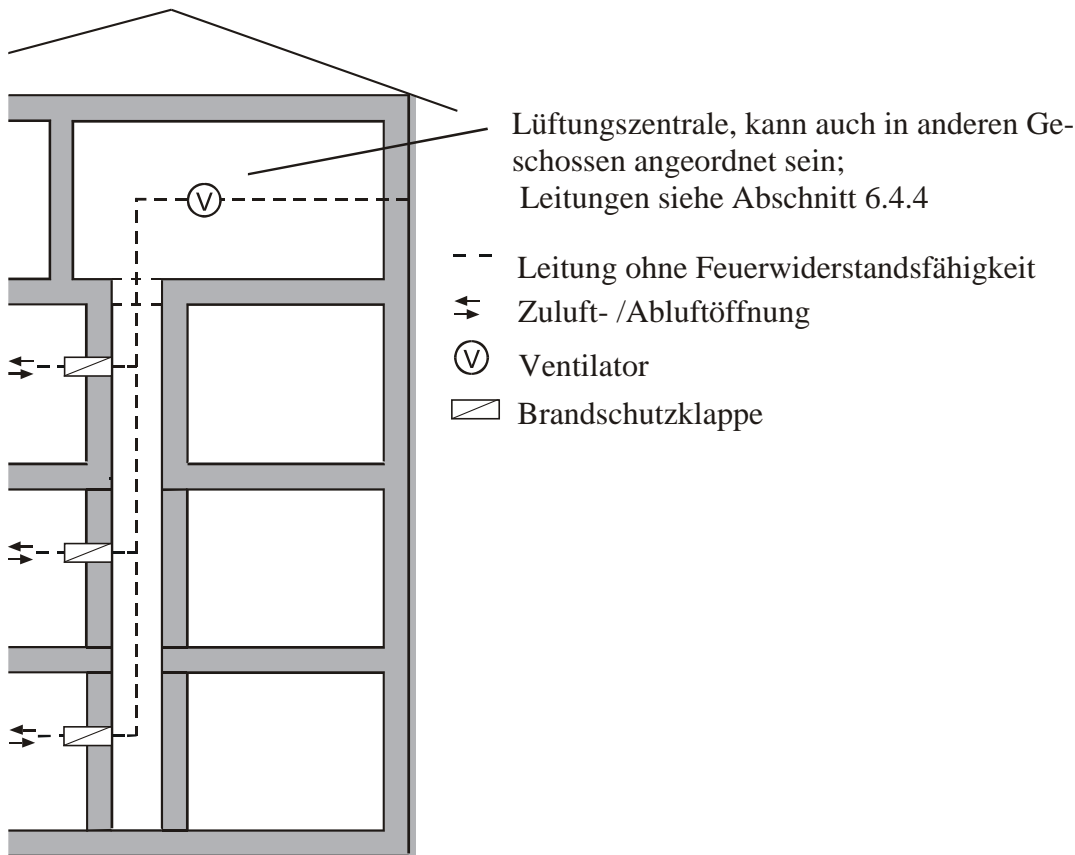 Lüftungszentrale, kann auch in anderen Ge-
schossen angeordnet sein;
Leitungen siehe Abschnitt 6.4.4
V
Leitung ohne Feuerwiderstandsfähigkeit
Zuluft- /Abluftöffnung
V Ventilator
Brandschutzklappe